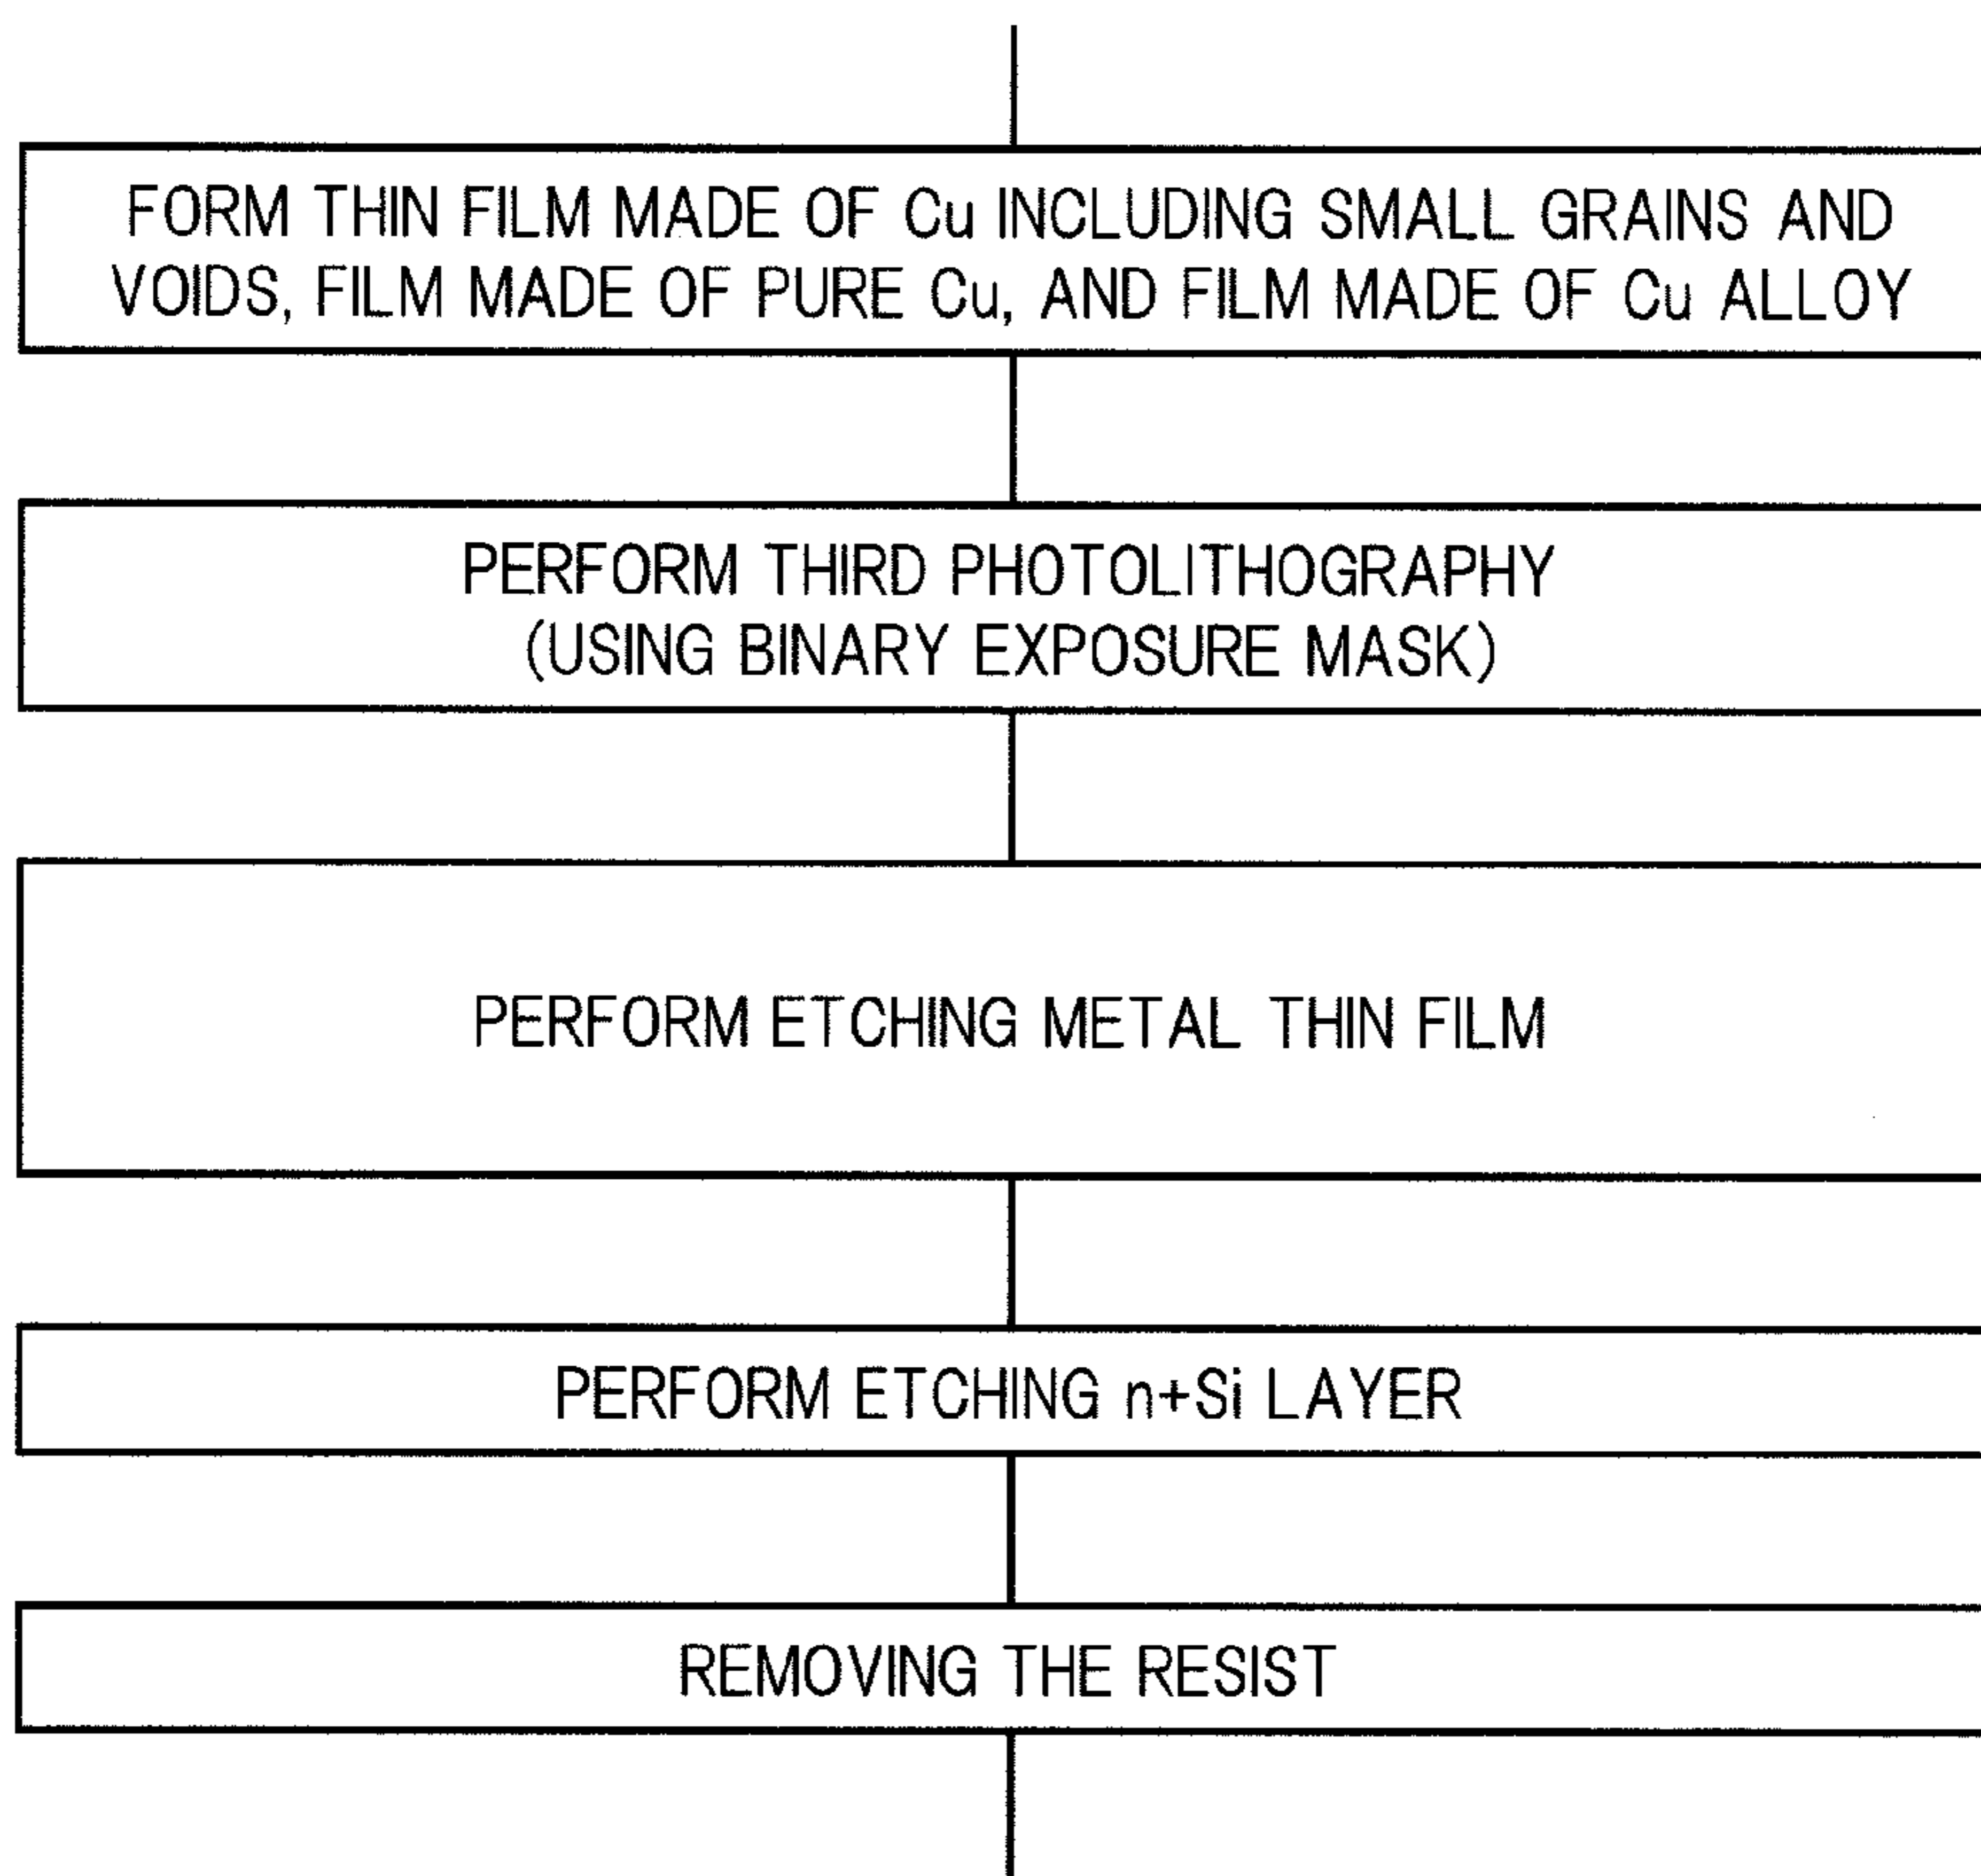 FORM THIN FILM MADE OF Cu INCLUDING SMALL GRAINS AND
VOIDS, FILM MADE OF PURE Cu, AND FILM MADE OF Cu ALLOY
PERFORM THIRD PHOTOLITHOGRAPHY
(USING BINARY EXPOSURE MASK)
PERFORM ETCHING METAL THIN FILM
PERFORM ETCHING n+Si LAYER
REMOVING THE RESIST